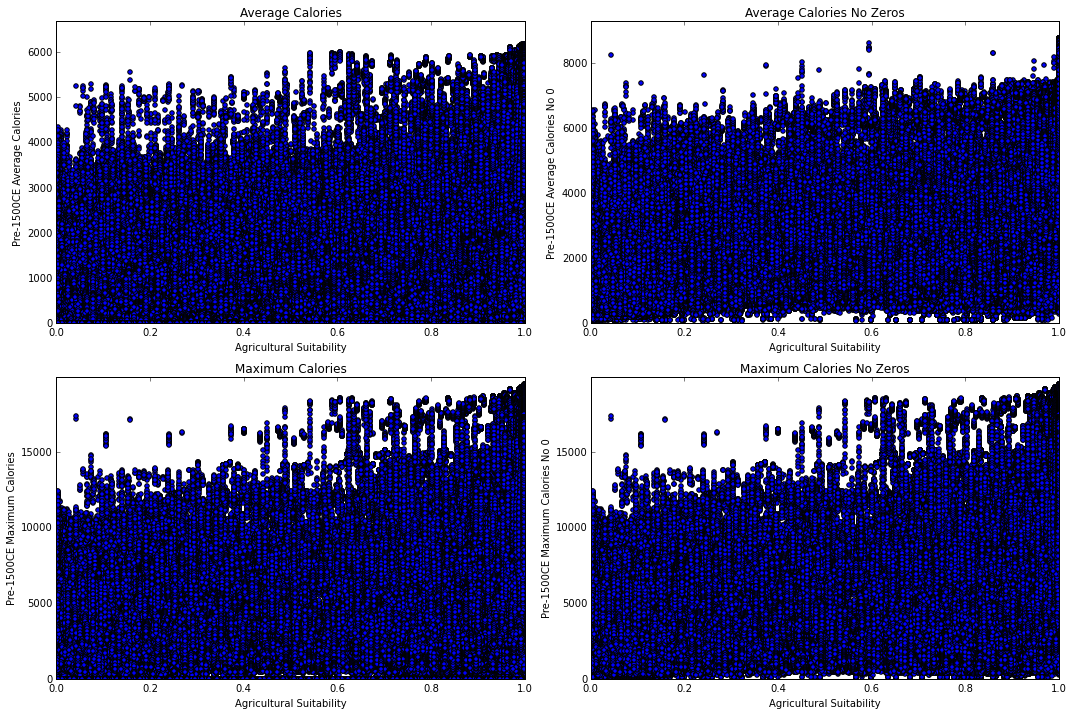 Average Calories
Pre-1500CE Average Calories
6000
5000
4000
3000
2000
1000
0
0.0 0.2 0.4 0.6 0.8 1.0
Agricultural Suitability
Average Calories No Zeros
Pre-1500CE Average Calories No 0
8000
6000
4000
2000
0
0.0 0.2 0.4 0.6 0.8 1.0
Agricultural Suitability
Maximum Calories
Pre-1500CE Maximum Calories
15000
10000
5000
0
0.0 0.2 0.4 0.6 0.8 1.0
Agricultural Suitability
Maximum Calories No Zeros
Pre-1500CE Maximum Calories No 0
15000
10000
5000
0
0.0 0.2 0.4 0.6 0.8 1.0
Agricultural Suitability